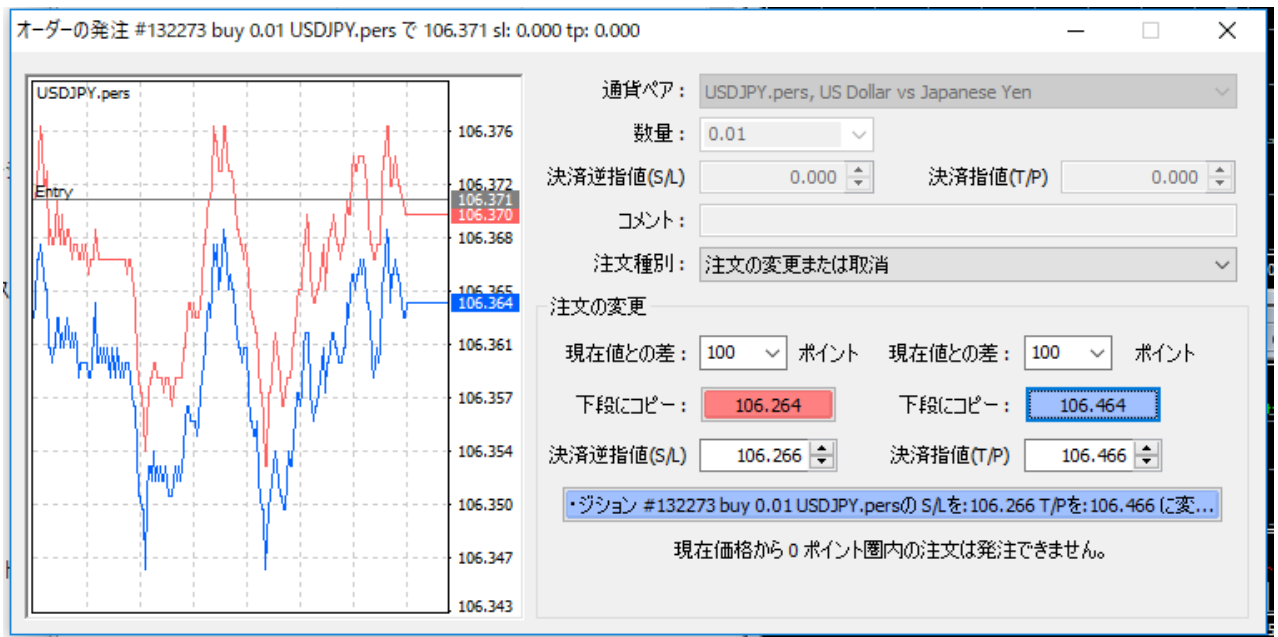 オーダーの発注 #132273 buy 0.01 USDJPY.pers で 106.371 sl: 0.000 tp: 0.000
USDJPY.pers
Entry
106.376
106.372
106.371
106.370
106.368
106.365
106.364
106.361
106.357
106.354
106.350
106.347
106.343
通貨ペア： USDJPY.pers, US Dollar vs Japanese Yen
数量： 0.01
決済逆指値(S/L) 0.000 決済指値(T/P) 0.000
コメント：
注文種別： 注文の変更または取消
注文の変更
現在値との差： 100 ポイント 現在値との差： 100 ポイント
下段にコピー： 106.264 下段にコピー： 106.464
決済逆指値(S/L) 106.266 決済指値(T/P) 106.466
・ジション #132273 buy 0.01 USDJPY.persの S/Lを:106.266 T/Pを:106.466 に変...
現在価格から 0 ポイント圏内の注文は発注できません。